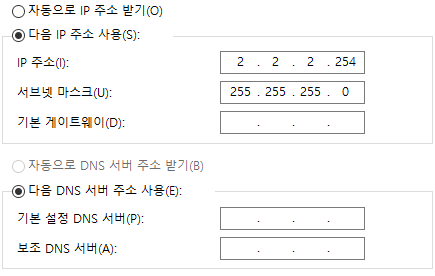 자동으로 IP 주소 받기(O)
다음 IP 주소 사용(S):
IP 주소(I): 2 . 2 . 2 . 254
서브넷 마스크(U): 255 . 255 . 255 . 0
기본 게이트웨이(D): . . .
자동으로 DNS 서버 주소 받기(B)
다음 DNS 서버 주소 사용(E):
기본 설정 DNS 서버(P): . . .
보조 DNS 서버(A): . . .